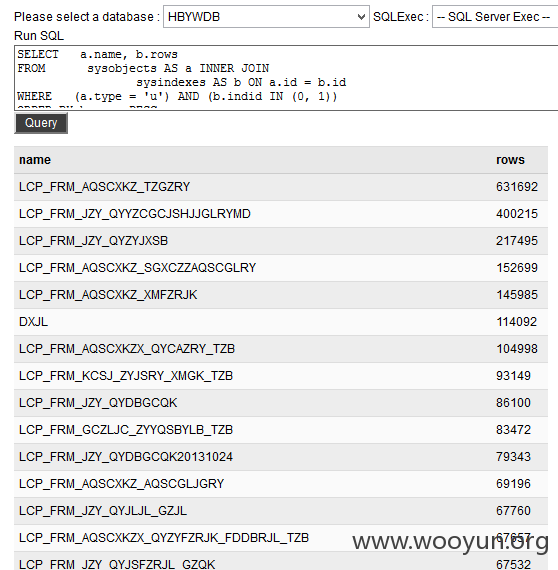 Please select a database : HBYWDB SQLExec : -- SQL Server Exec --
Run SQL
SELECT a.name, b.rows
FROM sysobjects AS a INNER JOIN
sysindexes AS b ON a.id = b.id
WHERE (a.type = 'u') AND (b.indid IN (0, 1))
Query
name rows
LCP_FRM_AQSCXKZ_TZGZRY 631692
LCP_FRM_JZY_QYYZCGCJSHJJGLRYMD 400215
LCP_FRM_JZY_QYZYJXSB 217495
LCP_FRM_AQSCXKZ_SGXCZZAQSCGLRY 152699
LCP_FRM_AQSCXKZ_XMFZRJK 145985
DXJL 114092
LCP_FRM_AQSCXKZX_QYCAZRY_TZB 104998
LCP_FRM_KCSJ_ZYJSRY_XMGK_TZB 93149
LCP_FRM_JZY_QYDBGCQK 86100
LCP_FRM_GCZLJC_ZYYQSBYLB_TZB 83472
LCP_FRM_JZY_QYDBGCQK20131024 79343
LCP_FRM_AQSCXKZ_AQSCGLJGRY 69196
LCP_FRM_JZY_QYJLJL_GZJL 67760
LCP_FRM_AQSCXKZX_QYZYFZRJK_FDDBRJL_TZB 67657
www.wooyun.org
LCP_FRM_JZY_QYJSFZRJL_GZQK 67532